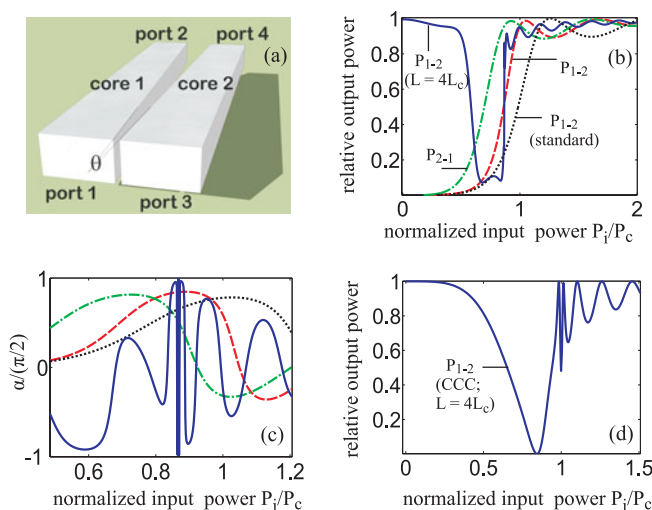 port 2 port 4 (a)
core 1 core 2
θ
port 1 port 3
relative output power
1
0.8
0.6
0.4
0.2
0 1 2
P1-2
(L = 4Lc)
P1-2
P1-2
(standard)
P2-1
(b)
normalized input power Pi/Pc
α/(π/2)
1
0
-1
0.6 0.8 1 1.2
(c)
normalized input power Pi/Pc
relative output power
1
0.8
0.6
0.4
0.2
0 0.5 1 1.5
P1-2
(CCC;
L = 4Lc)
(d)
normalized input power Pi/Pc